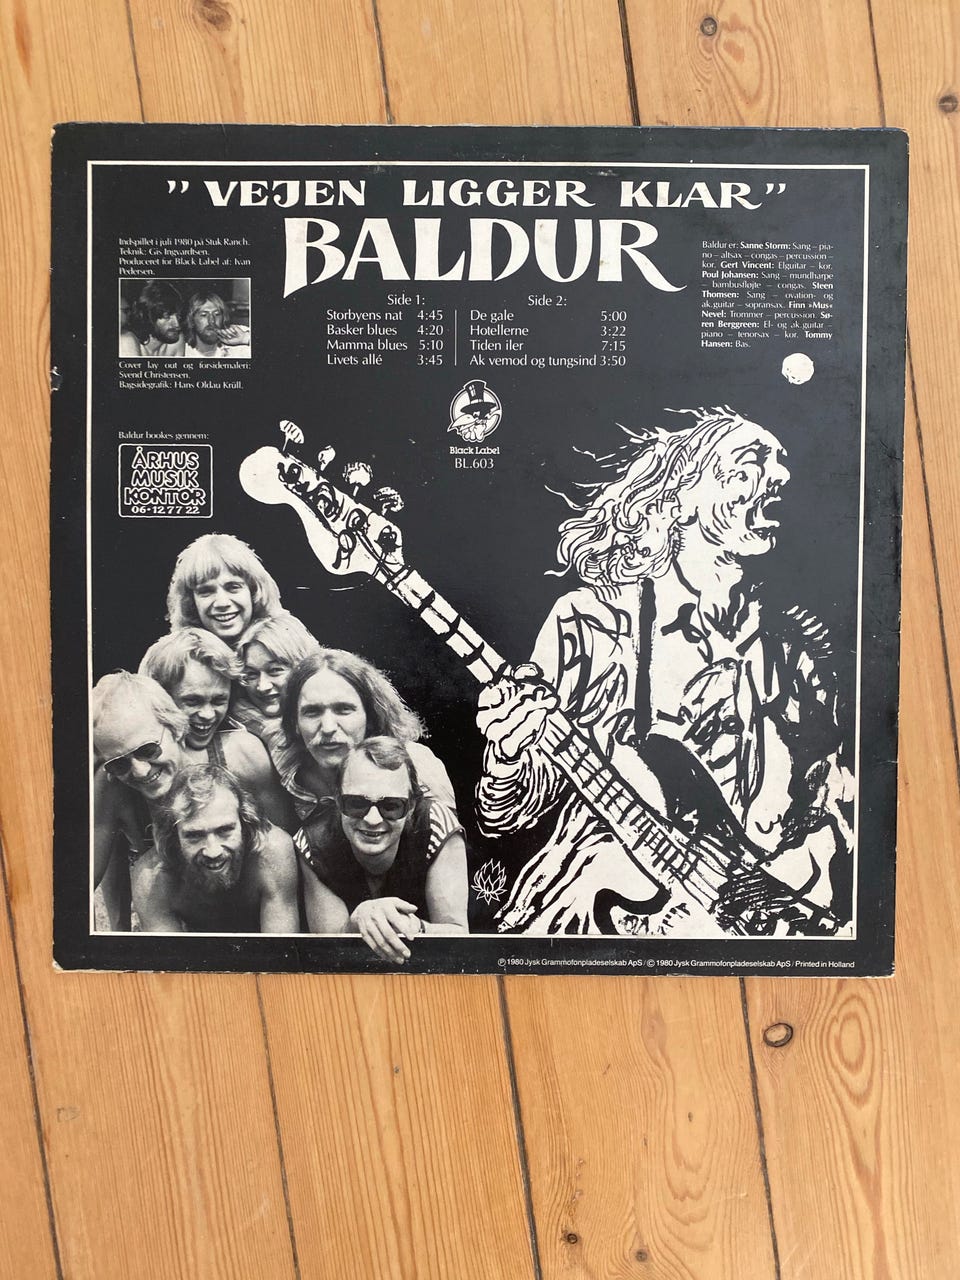 " VEJEN LIGGER KLAR "
BALDUR
Indspillet i juli 1980 på Stuk Ranch.
Teknik: Gis Ingvardtsen.
Produceret for Black Label af: Ivan
Pedersen.
Cover lay out og forsidemaleri:
Svend Christensen.
Bagsidegrafik: Hans Oldau Krüll.
Baldur bookes gennem:
ÅRHUS
MUSIK
KONTOR
06-12 77 22
Side 1:
Storbyens nat 4:45
Basker blues 4:20
Mamma blues 5:10
Livets allé 3:45
Side 2:
De gale 5:00
Hotellerne 3:22
Tiden iler 7:15
Ak vemod og tungsind 3:50
Black Label
BL.603
Baldur er: Sanne Storm: Sang – pia-
no – altsax – congas – percussion –
kor. Gert Vincent: Elguitar – kor.
Poul Johansen: Sang – mundharpe
– bambusfløjte – congas. Steen
Thomsen: Sang – ovation- og
ak.guitar – sopransax. Finn »Mus«
Nevel: Trommer – percussion. Sø-
ren Berggreen: El- og ak.guitar –
piano – tenorsax – kor. Tommy
Hansen: Bas.
Ⓟ 1980 Jysk Grammofonpladeselskab ApS / © 1980 Jysk Grammofonpladeselskab ApS / Printed in Holland